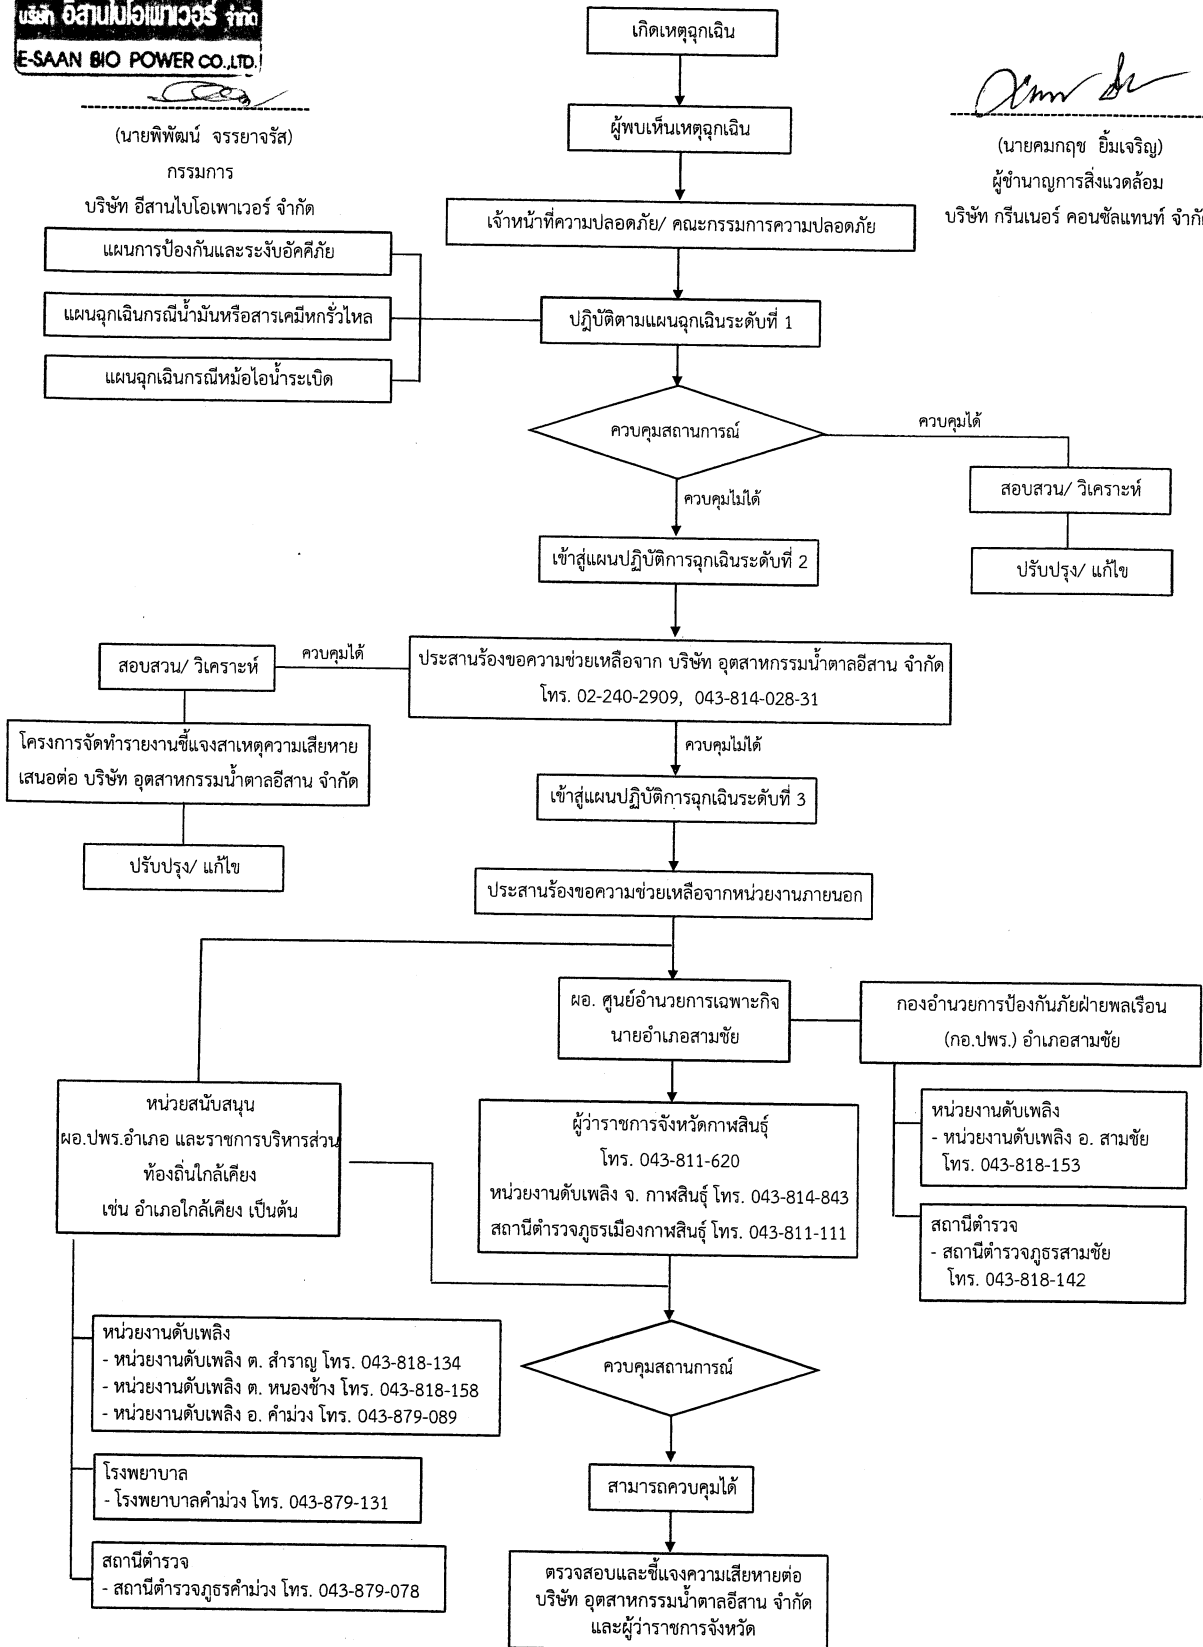 บริษัท อีสานไบโอเพาเวอร์ จำกัด
E-SAAN BIO POWER CO.,LTD.
(นายพิพัฒน์ จรรยาจรัส)
กรรมการ
บริษัท อีสานไบโอเพาเวอร์ จำกัด
(นายคมกฤช ยิ้มเจริญ)
ผู้ชำนาญการสิ่งแวดล้อม
บริษัท กรีนเนอร์ คอนซัลแทนท์ จำกัด
เกิดเหตุฉุกเฉิน
ผู้พบเห็นเหตุฉุกเฉิน
เจ้าหน้าที่ความปลอดภัย/ คณะกรรมการความปลอดภัย
แผนการป้องกันและระงับอัคคีภัย
แผนฉุกเฉินกรณีน้ำมันหรือสารเคมีหกรั่วไหล
แผนฉุกเฉินกรณีหม้อไอน้ำระเบิด
ปฎิบัติตามแผนฉุกเฉินระดับที่ 1
ควบคุมสถานการณ์
ควบคุมได้
สอบสวน/ วิเคราะห์
ปรับปรุง/ แก้ไข
ควบคุมไม่ได้
เข้าสู่แผนปฏิบัติการฉุกเฉินระดับที่ 2
ประสานร้องขอความช่วยเหลือจาก บริษัท อุตสาหกรรมน้ำตาลอีสาน จำกัด
โทร. 02-240-2909, 043-814-028-31
ควบคุมได้
สอบสวน/ วิเคราะห์
โครงการจัดทำรายงานชี้แจงสาเหตุความเสียหาย
เสนอต่อ บริษัท อุตสาหกรรมน้ำตาลอีสาน จำกัด
ปรับปรุง/ แก้ไข
ควบคุมไม่ได้
เข้าสู่แผนปฏิบัติการฉุกเฉินระดับที่ 3
ประสานร้องขอความช่วยเหลือจากหน่วยงานภายนอก
ผอ. ศูนย์อำนวยการเฉพาะกิจ
นายอำเภอสามชัย
กองอำนวยการป้องกันภัยฝ่ายพลเรือน
(กอ.ปพร.) อำเภอสามชัย
หน่วยงานดับเพลิง
- หน่วยงานดับเพลิง อ. สามชัย
โทร. 043-818-153
สถานีตำรวจ
- สถานีตำรวจภูธรสามชัย
โทร. 043-818-142
หน่วยสนับสนุน
ผอ.ปพร.อำเภอ และราชการบริหารส่วน
ท้องถิ่นใกล้เคียง
เช่น อำเภอใกล้เคียง เป็นต้น
ผู้ว่าราชการจังหวัดกาฬสินธุ์
โทร. 043-811-620
หน่วยงานดับเพลิง จ. กาฬสินธุ์ โทร. 043-814-843
สถานีตำรวจภูธรเมืองกาฬสินธุ์ โทร. 043-811-111
หน่วยงานดับเพลิง
- หน่วยงานดับเพลิง ต. สำราญ โทร. 043-818-134
- หน่วยงานดับเพลิง ต. หนองช้าง โทร. 043-818-158
- หน่วยงานดับเพลิง อ. คำม่วง โทร. 043-879-089
โรงพยาบาล
- โรงพยาบาลคำม่วง โทร. 043-879-131
สถานีตำรวจ
- สถานีตำรวจภูธรคำม่วง โทร. 043-879-078
ควบคุมสถานการณ์
สามารถควบคุมได้
ตรวจสอบและชี้แจงความเสียหายต่อ
บริษัท อุตสาหกรรมน้ำตาลอีสาน จำกัด
และผู้ว่าราชการจังหวัด